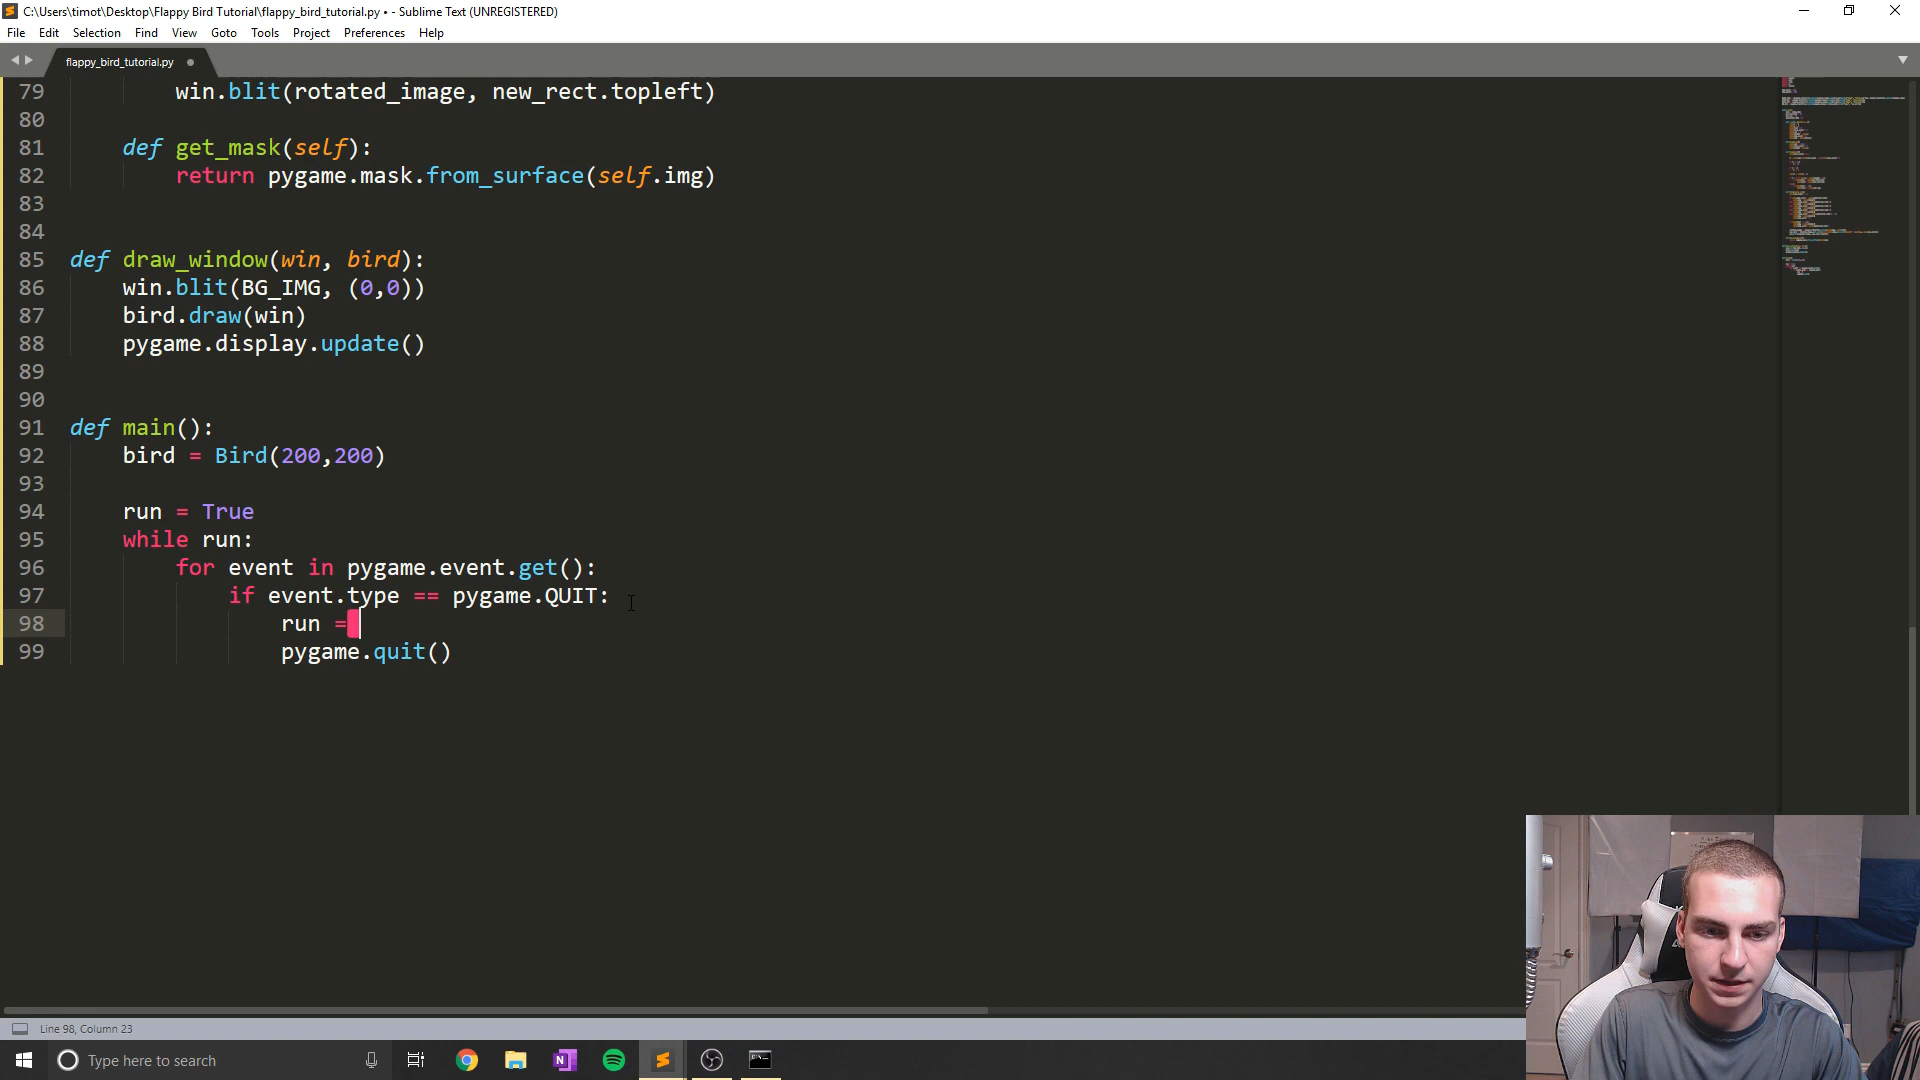 C:\Users\timot\Desktop\Flappy Bird Tutorial\flappy_bird_tutorial.py • - Sublime Text (UNREGISTERED)
File Edit Selection Find View Goto Tools Project Preferences Help
flappy_bird_tutorial.py
79 win.blit(rotated_image, new_rect.topleft)
80
81 def get_mask(self):
82 return pygame.mask.from_surface(self.img)
83
84
85 def draw_window(win, bird):
86 win.blit(BG_IMG, (0,0))
87 bird.draw(win)
88 pygame.display.update()
89
90
91 def main():
92 bird = Bird(200,200)
93
94 run = True
95 while run:
96 for event in pygame.event.get():
97 if event.type == pygame.QUIT:
98 run =
99 pygame.quit()
Line 98, Column 23
Type here to search